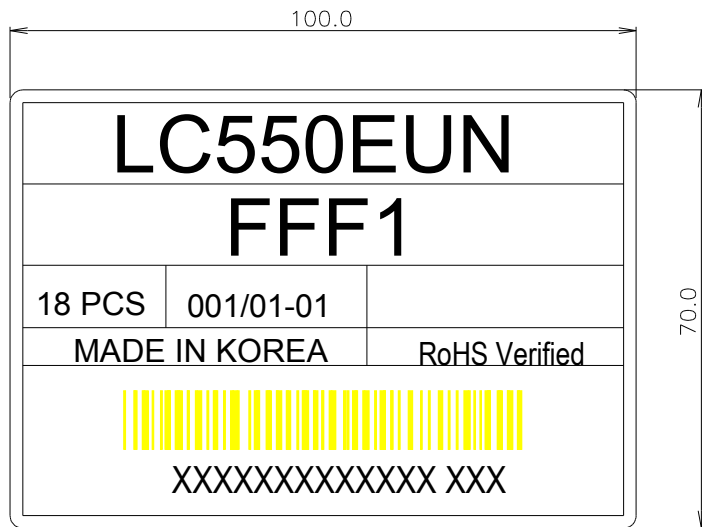 100.0
LC550EUN
FFF1
70.0
18 PCS 001/01-01
MADE IN KOREA RoHS Verified
XXXXXXXXXXXXX XXX